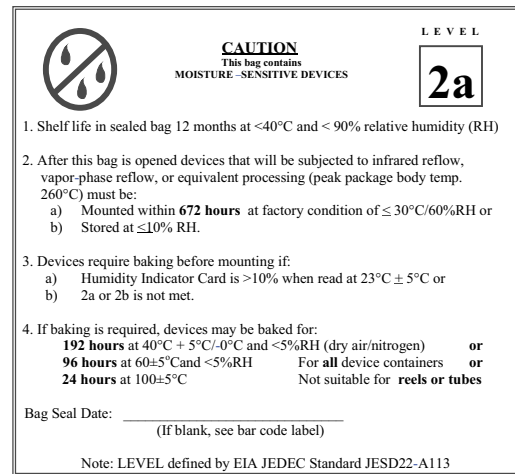 LEVEL
CAUTION
This bag contains
MOISTURE –SENSITIVE DEVICES
2a
1. Shelf life in sealed bag 12 months at <40°C and < 90% relative humidity (RH)
2. After this bag is opened devices that will be subjected to infrared reflow,
vapor-phase reflow, or equivalent processing (peak package body temp.
260°C) must be:
a) Mounted within 672 hours at factory condition of ≤ 30°C/60%RH or
b) Stored at ≤10% RH.
3. Devices require baking before mounting if:
a) Humidity Indicator Card is >10% when read at 23°C ± 5°C or
b) 2a or 2b is not met.
4. If baking is required, devices may be baked for:
192 hours at 40°C + 5°C/-0°C and <5%RH (dry air/nitrogen) or
96 hours at 60±5°Cand <5%RH For all device containers or
24 hours at 100±5°C Not suitable for reels or tubes
Bag Seal Date: ______________________________
(If blank, see bar code label)
Note: LEVEL defined by EIA JEDEC Standard JESD22-A113